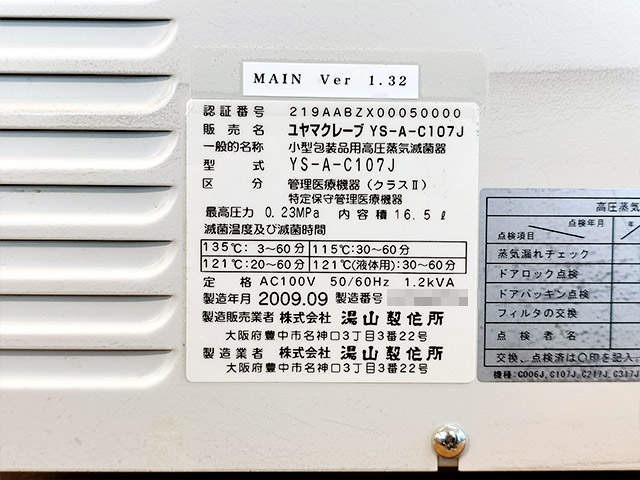 MAIN Ver 1.32
認証番号 219AABZX00050000
販売名 ユヤマクレーブ YS-A-C107J
一般的名称 小型包装品用高圧蒸気滅菌器
型式 YS-A-C107J
区分 管理医療機器（クラスⅡ）
特定保守管理医療機器
最高圧力 0.23MPa 内容積16.5ℓ
滅菌温度及び滅菌時間
135℃: 3〜60分 115℃:30〜60分
121℃:20〜60分 121℃(液体用):30〜60分
定格 AC100V 50/60Hz 1.2kVA
製造年月 2009.09 製造番号
製造販売業者 株式会社 湯山製作所
大阪府豊中市名神口3丁目3番22号
製造業者 株式会社 湯山製作所
大阪府豊中市名神口3丁目3番22号
高圧蒸気
点検年月 年
点検項目
蒸気漏れチェック
ドアロック点検
ドアパッキン点検
フィルタの交換
点検者名
交換、点検済は○印を記入
機種：C006J, C107J, C217J, C317J